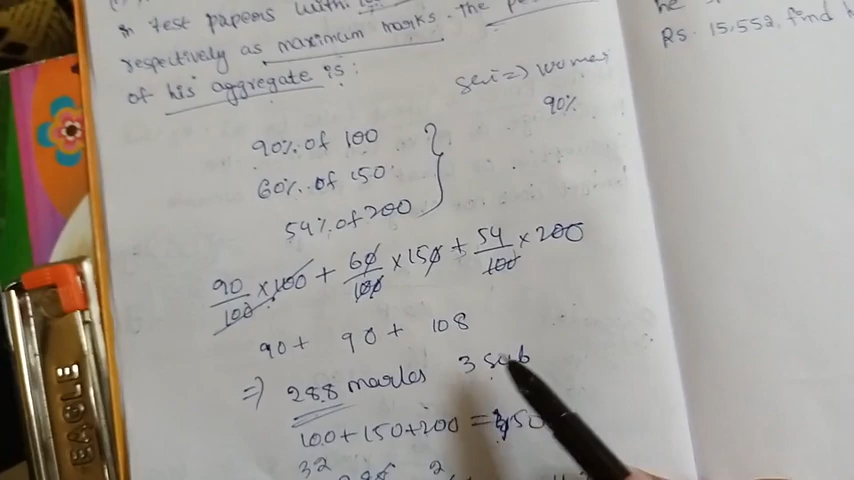 in test papers with
respectively as maximum marks. The
of his aggregate is:
90%
90% of 100
60% of 150
54% of 200
90/100 × 100 + 60/100 × 150 + 54/100 × 200
90 + 90 + 108
⇒ 288 marks 3 sub
100 + 150 + 200 = 450
32
2
Rs. 15,552, find
EAGLE